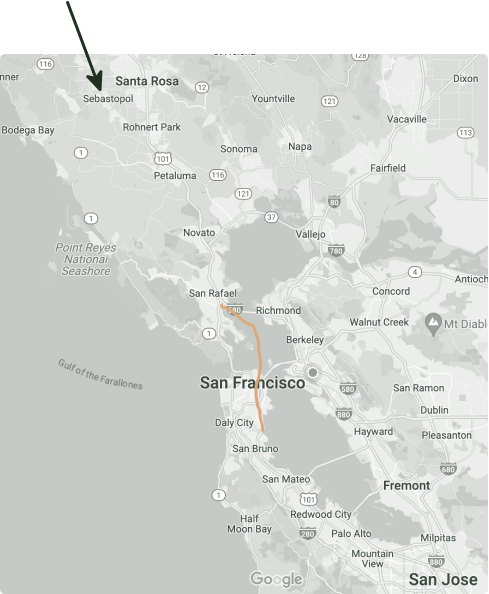 128
116
Santa Rosa
Dixon
nner
12
Sebastopol
Yountville
121
Vacaville
Bodega Bay
Rohnert Park
113
Napa
Sonoma
1
101
Fairfield
Petaluma
116
121
80
1
37
Novato
Vallejo
Point Reyes
National
Seashore
780
4
Antioch
San Rafael
Concord
580
Richmond
Walnut Creek
Mt Diabl
1
Berkeley
Gulf of the Farallones
San Francisco
580
San Ramon
880
Dublin
Daly City
Hayward
Pleasanton
San Bruno
680
San Mateo
Fremont
1
101
Redwood City
Half
Moon Bay
280
Palo Alto
Milpitas
Mountain
View
880
Google
San Jose